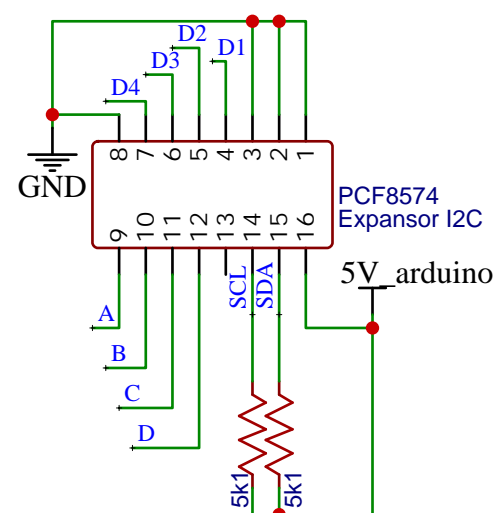 D2
D3
D1
D4
8 7 6 5 4 3 2 1
GND
PCF8574
Expansor I2C
9 10 11 12 13 14 15 16
5V_arduino
SCL
SDA
A
B
C
D
5k1
5k1